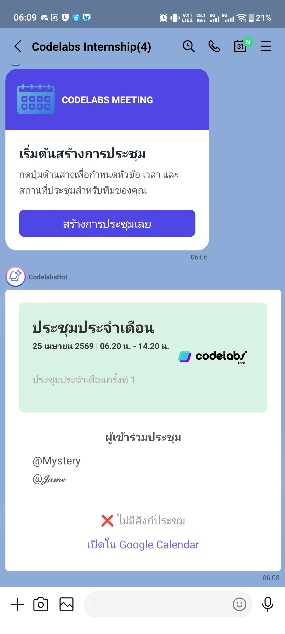 06:09
21%
Codelabs Internship(4)
31
N
CODELABS MEETING
เริ่มต้นสร้างการประชุม
กดปุ่มด้านล่างเพื่อกำหนดหัวข้อ เวลา และ
สถานที่ประชุมสำหรับทีมของคุณ
สร้างการประชุมเลย
06:06
CodelabsBot
ประชุมประจำเดือน
25 เมษายน 2569 | 06.20 น. - 14.20 น.
codelabs
ประชุมประจำเดือนครั้งที่ 1
ผู้เข้าร่วมประชุม
@Mystery
@𝒥𝒶𝓂𝑒
❌ ไม่มีลิงก์ประชุม
เปิดใน Google Calendar
06:08